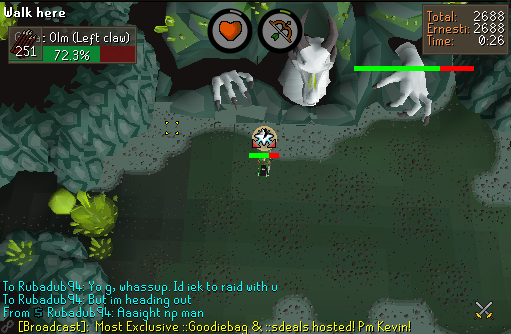 Walk here
: Olm (Left claw)
251
72.3%
Total: 2688
Ernesti: 2688
Time: 0:26
To Rubadub94: Yo g, whassup. Id iek to raid with u
To Rubadub94: But im heading out
From S Rubadub94: Aaaight np man
[Broadcast]: Most Exclusive ::Goodiebag & ::sdeals hosted! Pm Kevin!